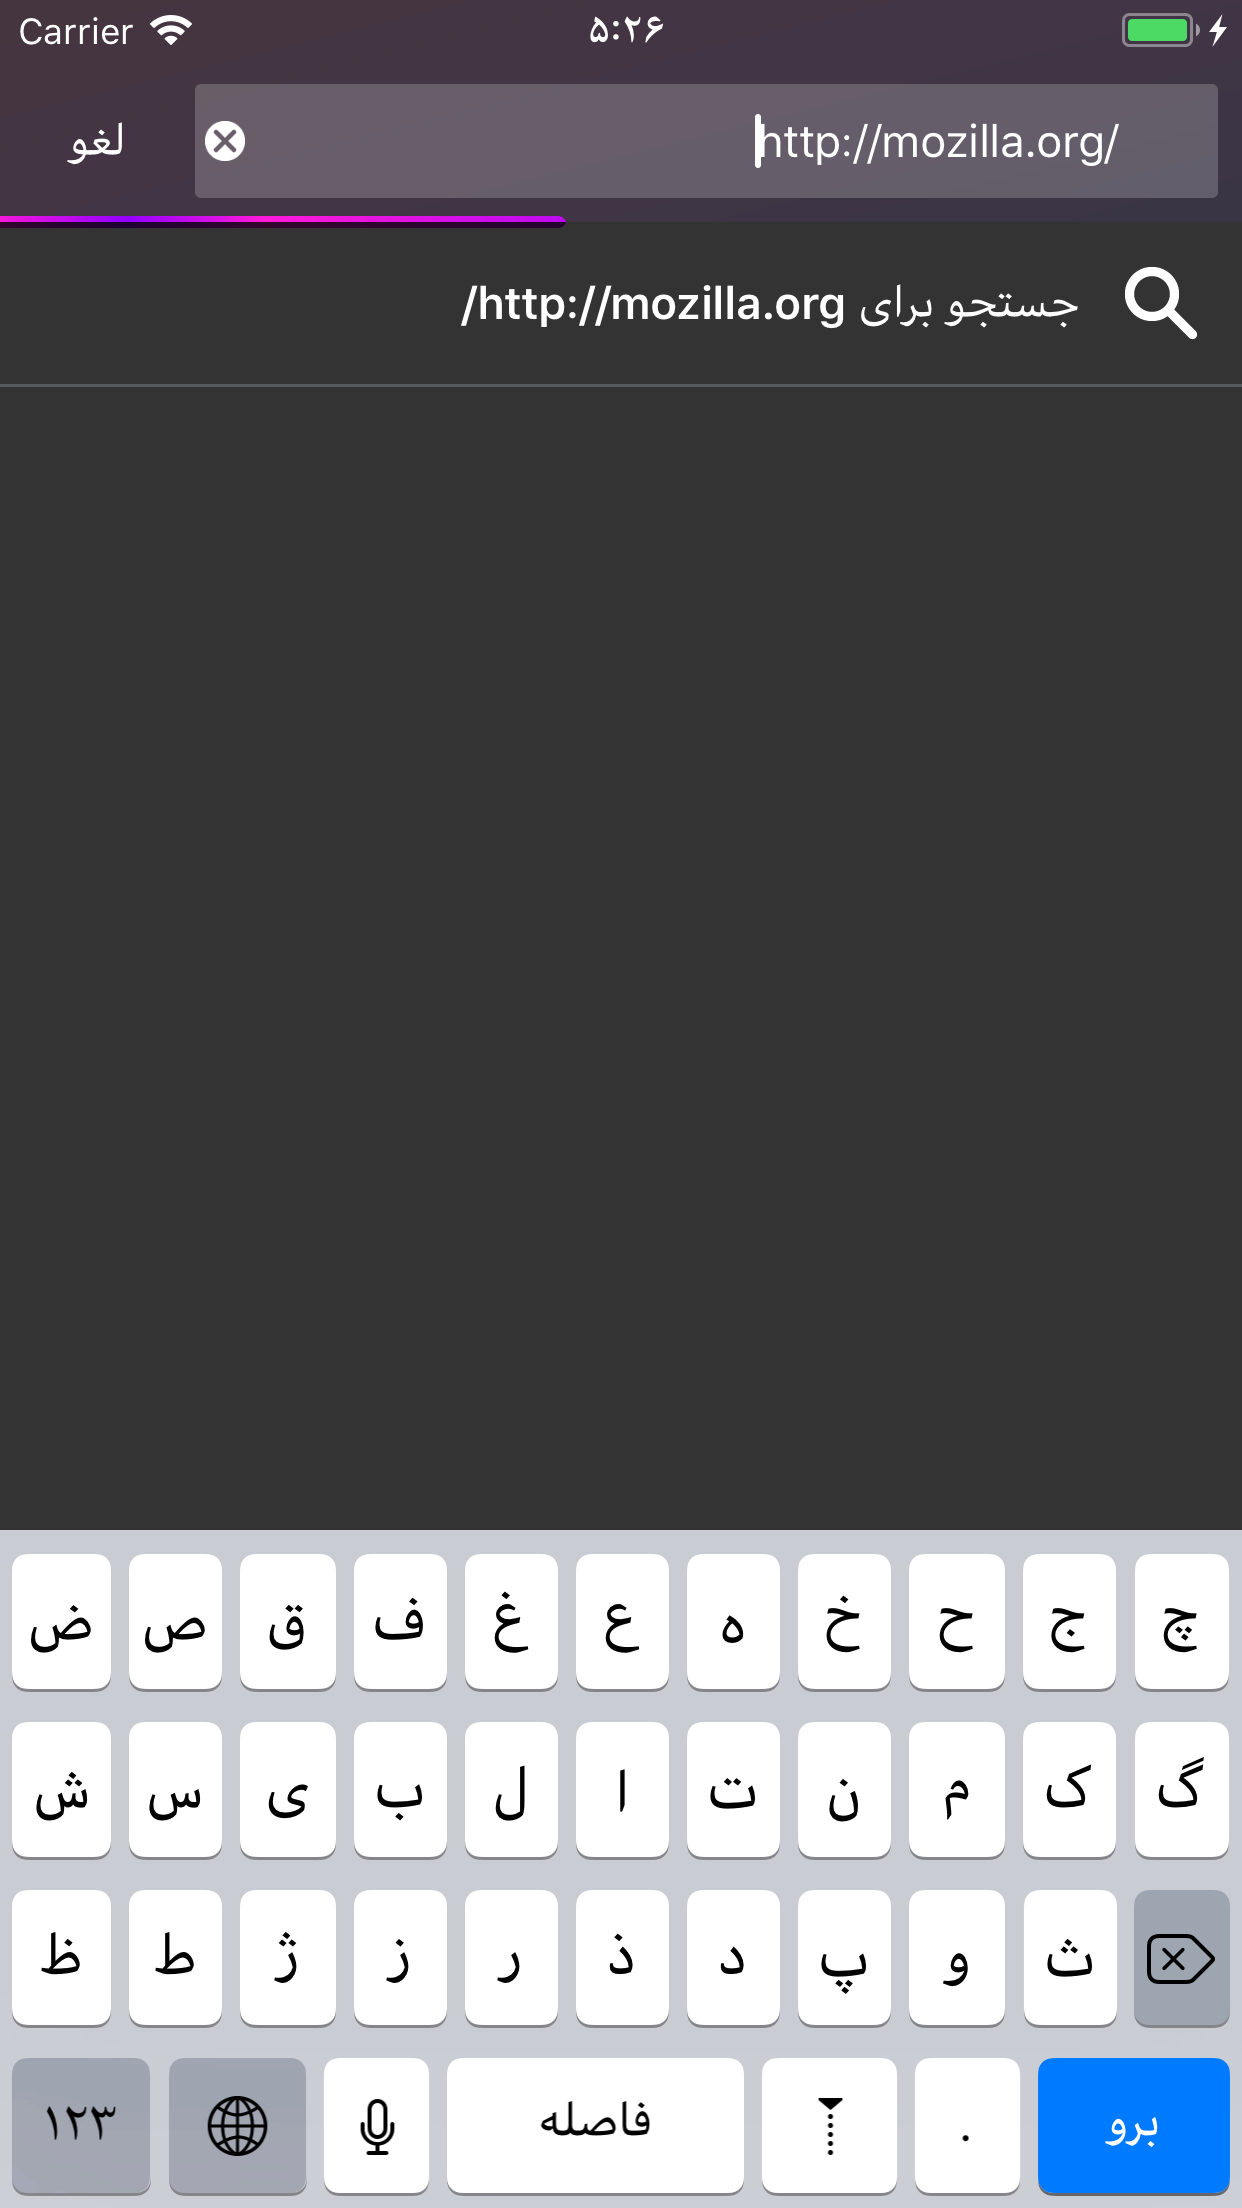 Carrier ۵:۲۶
http://mozilla.org/ لغو
جستجو برای http://mozilla.org/
ض ص ق ف غ ع ه خ ح ج چ
ش س ی ب ل ا ت ن م ک گ
ظ ط ژ ز ر ذ د پ و ث
۱۲۳ فاصله . برو